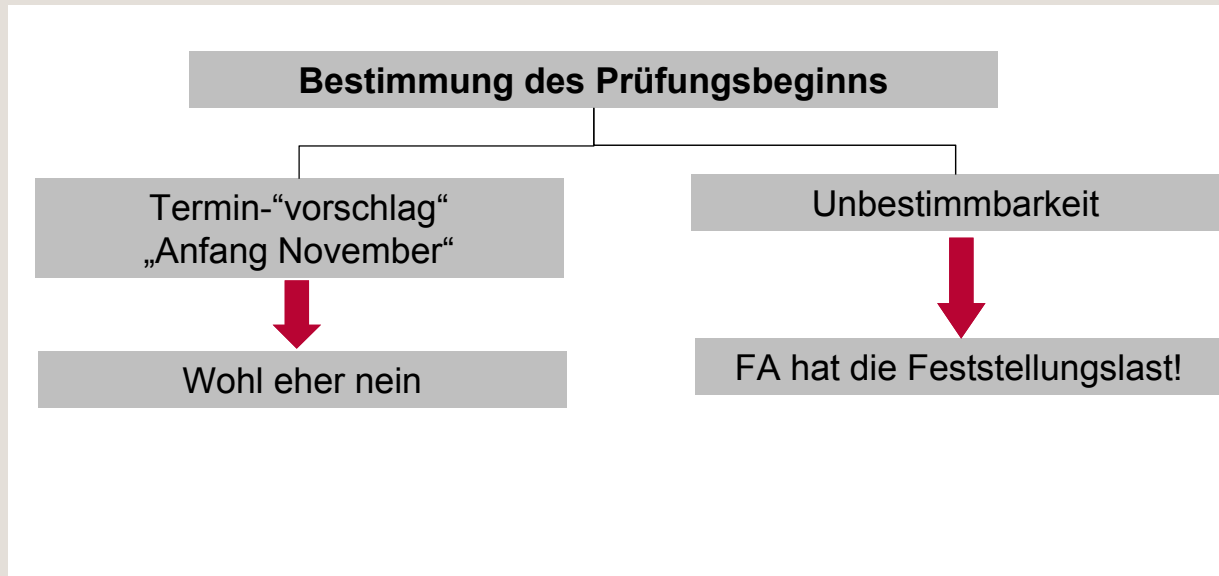 Bestimmung des Prüfungsbeginns
Termin-“vorschlag“
„Anfang November“
Wohl eher nein
Unbestimmbarkeit
FA hat die Feststellungslast!